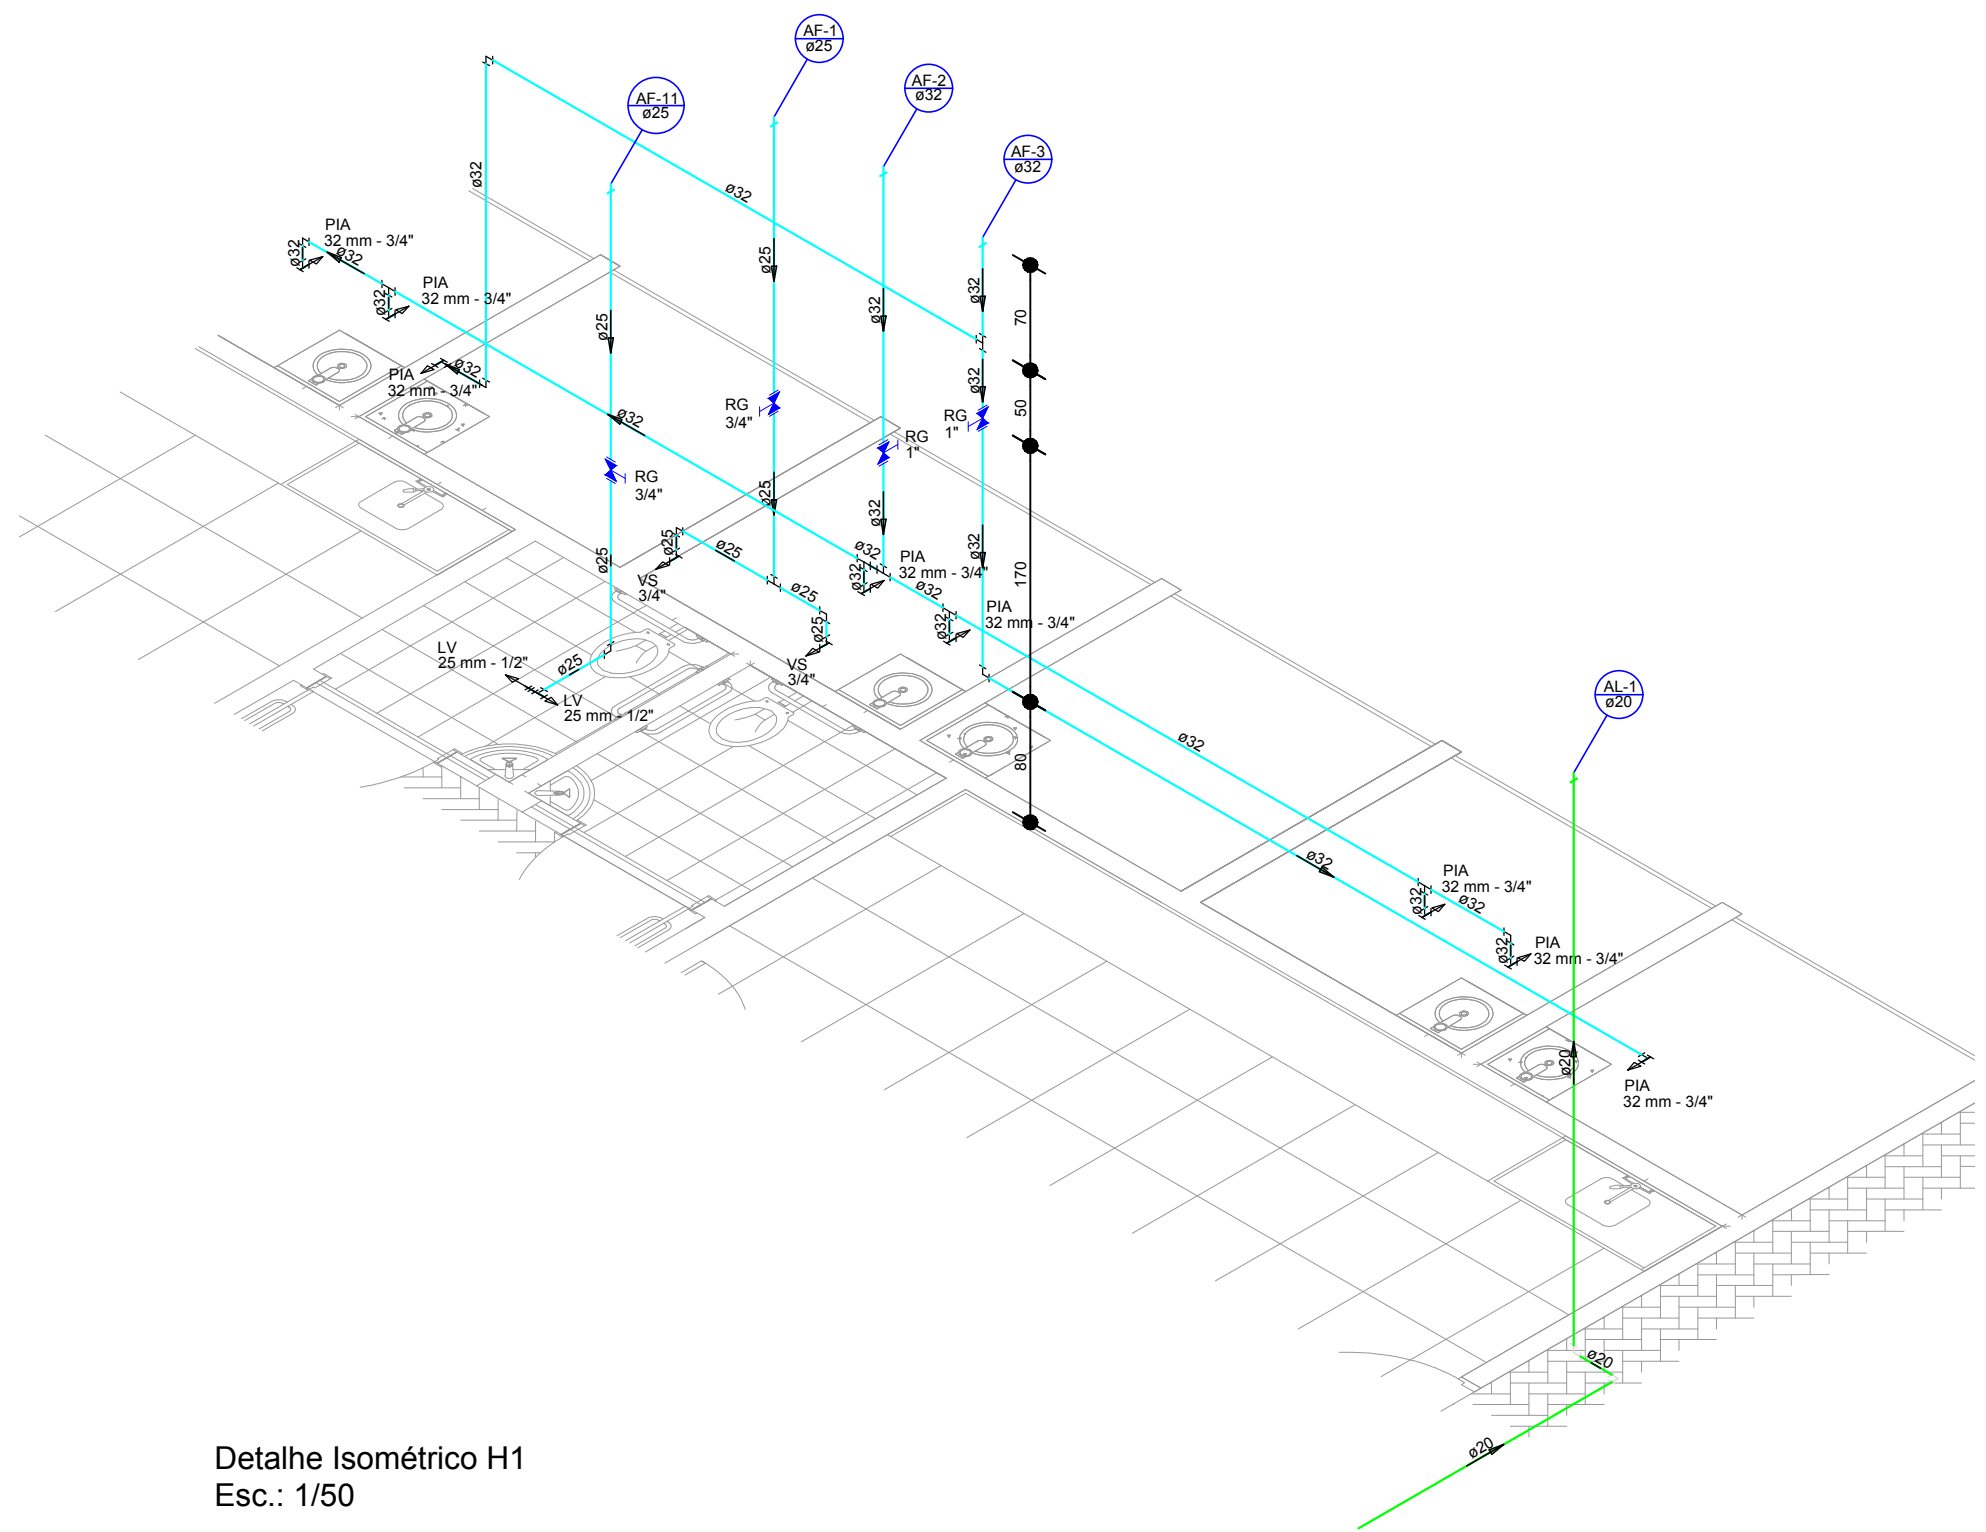 AF-1
ø25
AF-2
ø32
AF-11
ø25
AF-3
ø32
ø32
ø32
PIA
32 mm - 3/4"
ø32
ø32
PIA
32 mm - 3/4"
ø32
ø25
ø32
ø32
ø25
70
PIA
32 mm - 3/4"
ø32
ø32
50
ø32
RG
3/4"
RG
1"
RG
1"
RG
3/4"
ø25
ø32
ø32
ø25
ø25
ø25
VS
3/4"
ø32
ø32
PIA
32 mm - 3/4"
170
ø25
ø32
ø32
PIA
32 mm - 3/4"
ø25
VS
3/4"
LV
25 mm - 1/2"
ø25
LV
25 mm - 1/2"
AL-1
ø20
80
ø32
ø32
PIA
32 mm - 3/4"
ø32
ø32
PIA
32 mm - 3/4"
ø32
ø20
PIA
32 mm - 3/4"
ø20
ø20
Detalhe Isométrico H1
Esc.: 1/50